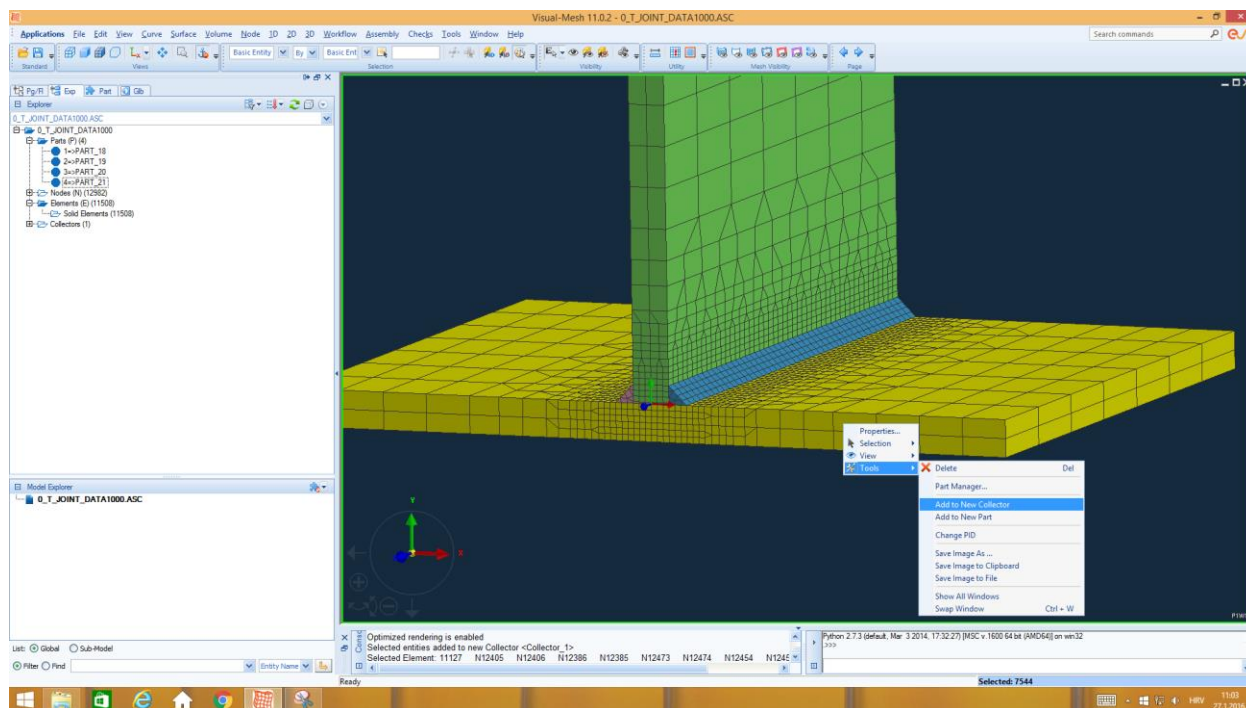 Visual-Mesh 11.0.2 - 0_T_JOINT_DATA1000.ASC
Applications File Edit View Curve Surface Volume Node 1D 2D 3D Workflow Assembly Checks Tools Window Help
Search commands
Basic Entity By Basic Ent
Standard Views Selection Visibility Utility Mesh Visibility Page
Pg/R Exp Part Glb
Explorer
0_T_JOINT_DATA1000.ASC
0_T_JOINT_DATA1000
Parts (P) (4)
1=>PART_18
2=>PART_19
3=>PART_20
4=>PART_21
Nodes (N) (12982)
Elements (E) (11508)
Solid Elements (11508)
Collectors (1)
Properties...
Selection
View
Tools
Delete Del
Part Manager...
Add to New Collector
Add to New Part
Change PID
Save Image As ...
Save Image to Clipboard
Save Image to File
Show All Windows
Swap Window Ctrl + W
Model Explorer
0_T_JOINT_DATA1000.ASC
Y
X
Z
List: Global Sub-Model
Filter Find Entity Name
Optimized rendering is enabled
Selected entities added to new Collector <Collector_1>
Selected Element: 11127 N12405 N12406 N12386 N12385 N12473 N12474 N12454
Python 2.7.3 (default, Mar 3 2014, 17:32:27) [MSC v.1600 64 bit (AMD64)] on win32
>>>
Ready
Selected: 7544
HRV
11:03
27.1.2016